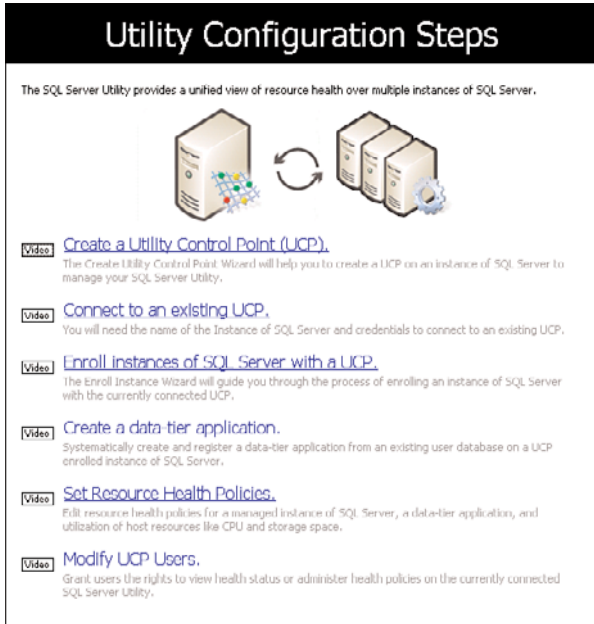 Utility Configuration Steps
The SQL Server Utility provides a unified view of resource health over multiple instances of SQL Server.
Video Create a Utility Control Point (UCP).
The Create Utility Control Point Wizard will help you to create a UCP on an instance of SQL Server to
manage your SQL Server Utility.
Video Connect to an existing UCP.
You will need the name of the Instance of SQL Server and credentials to connect to an existing UCP.
Video Enroll instances of SQL Server with a UCP.
The Enroll Instance Wizard will guide you through the process of enrolling an instance of SQL Server
with the currently connected UCP.
Video Create a data-tier application.
Systematically create and register a data-tier application from an existing user database on a UCP
enrolled instance of SQL Server.
Video Set Resource Health Policies.
Edit resource health policies for a managed instance of SQL Server, a data-tier application, and
utilization of host resources like CPU and storage space.
Video Modify UCP Users.
Grant users the rights to view health status or administer health policies on the currently connected
SQL Server Utility.